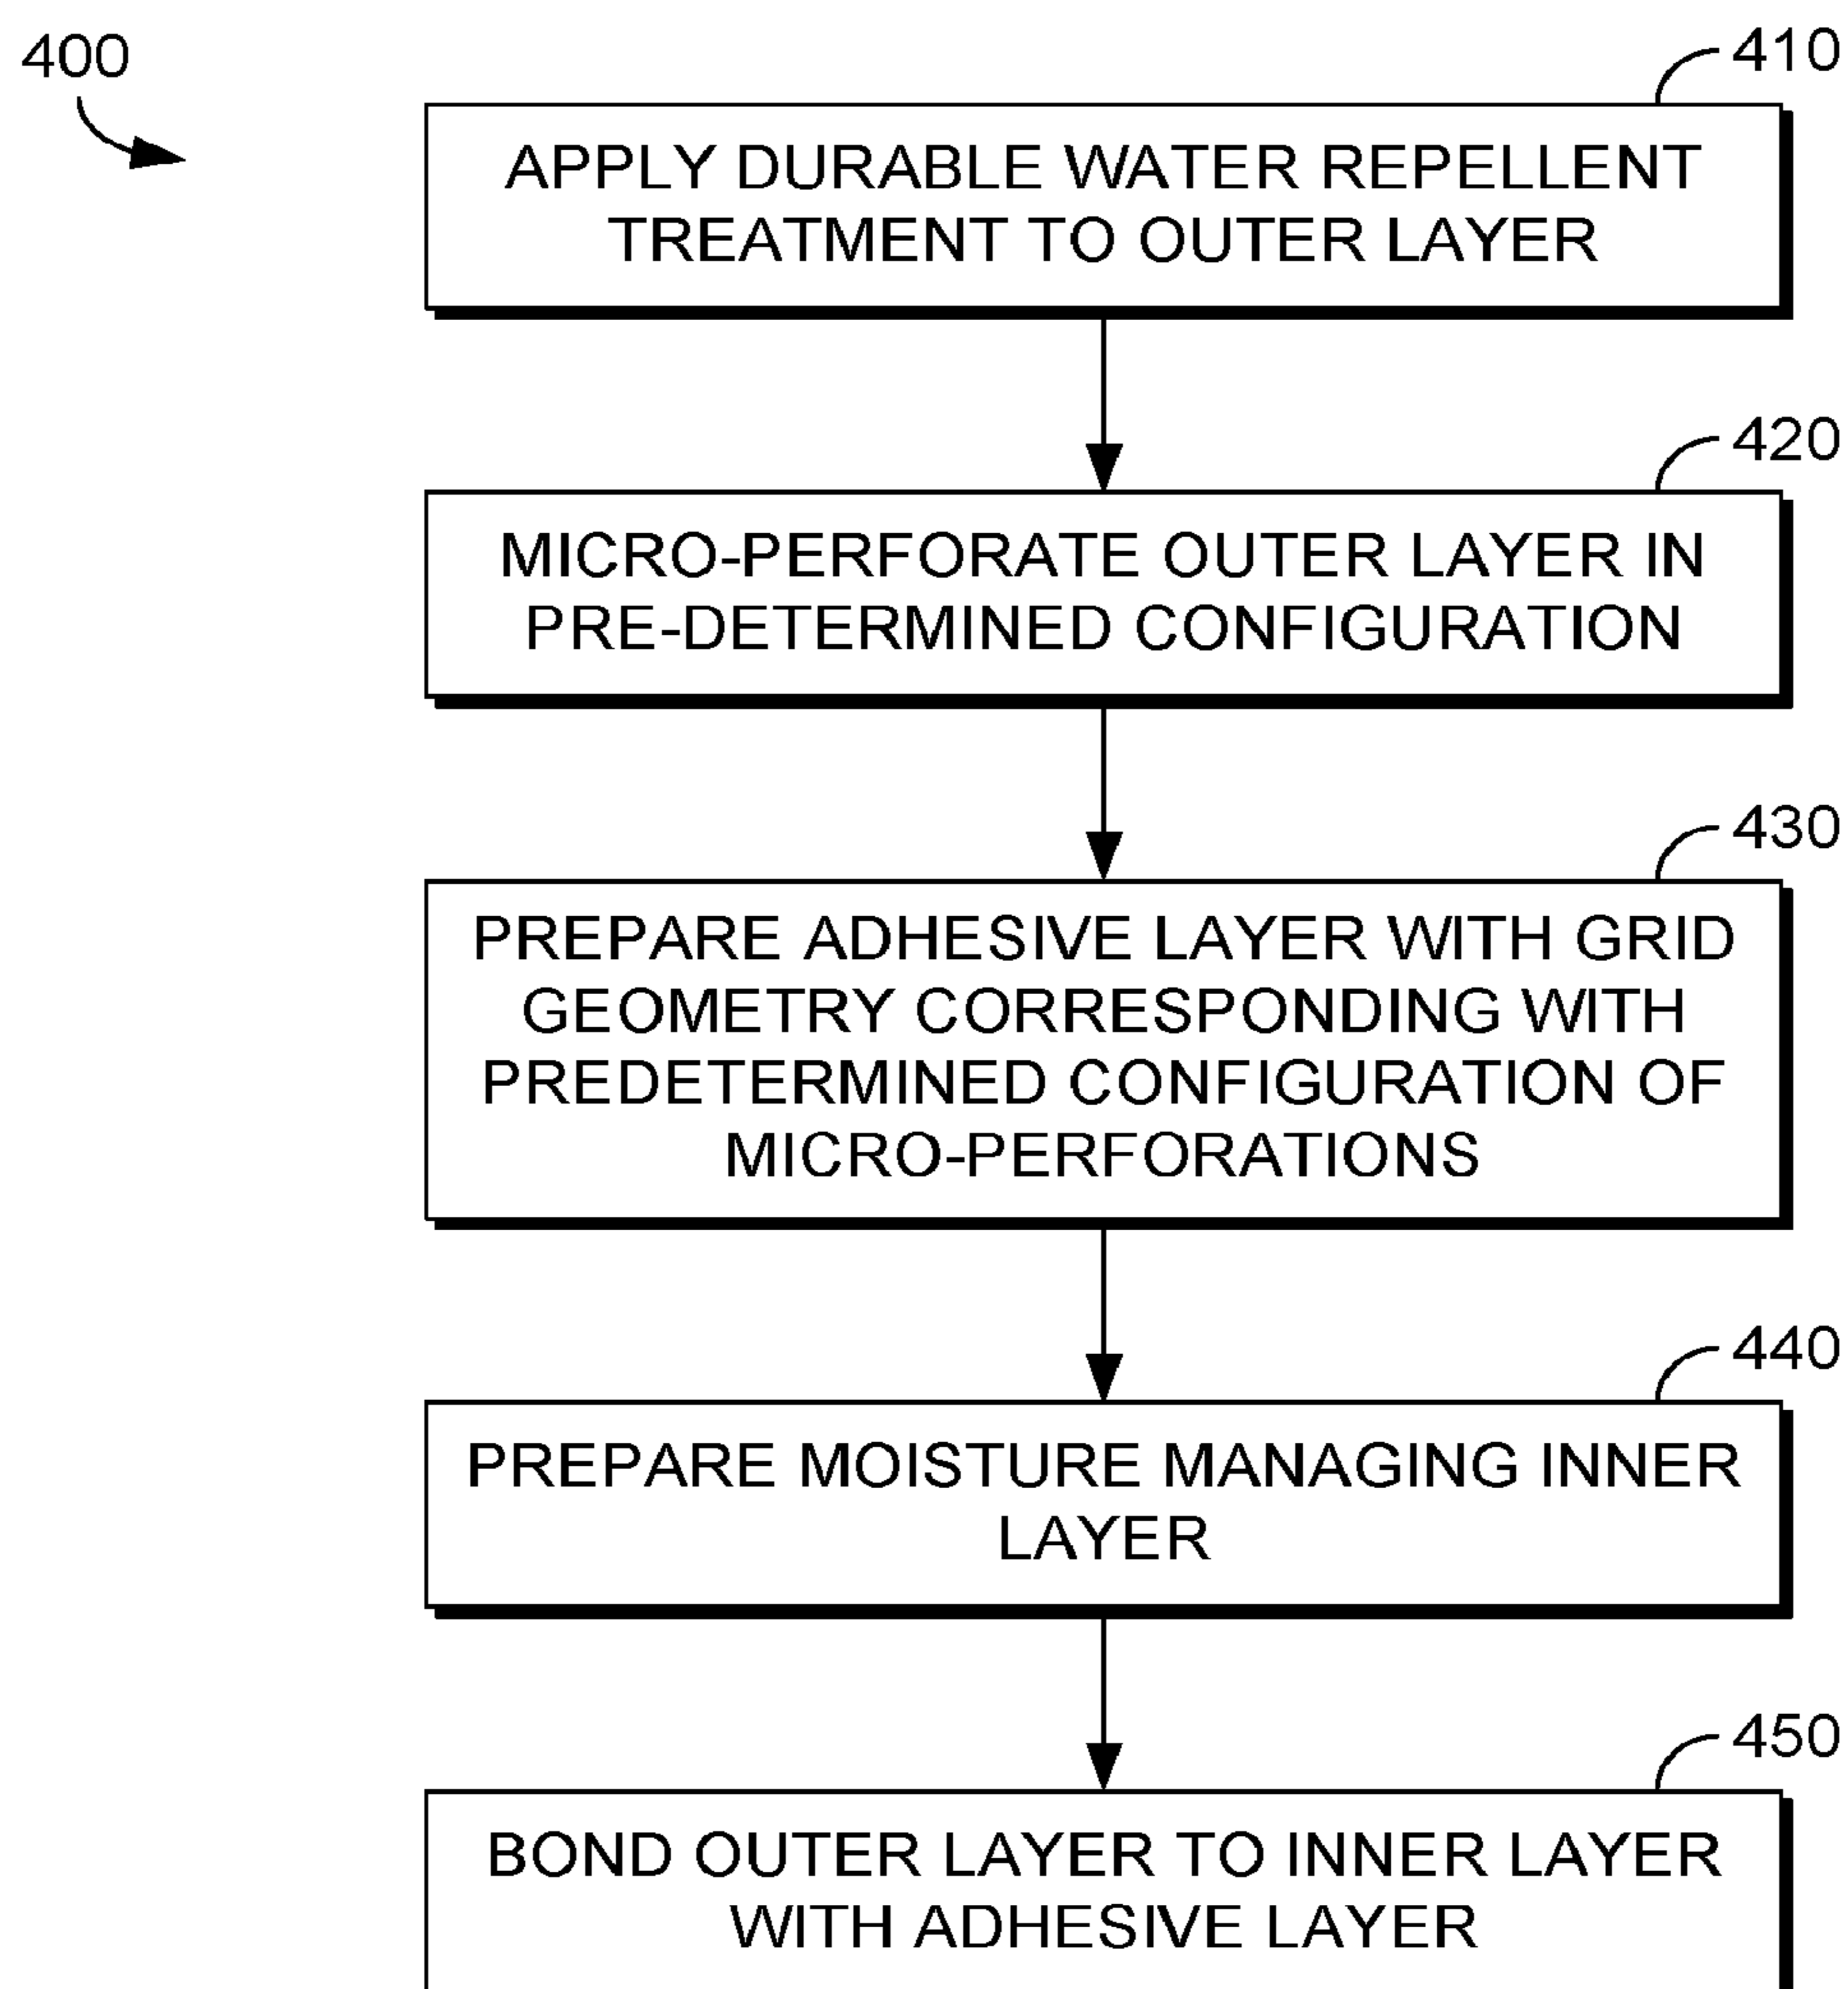 400
410
APPLY DURABLE WATER REPELLENT
TREATMENT TO OUTER LAYER
420
MICRO-PERFORATE OUTER LAYER IN
PRE-DETERMINED CONFIGURATION
430
PREPARE ADHESIVE LAYER WITH GRID
GEOMETRY CORRESPONDING WITH
PREDETERMINED CONFIGURATION OF
MICRO-PERFORATIONS
440
PREPARE MOISTURE MANAGING INNER
LAYER
450
BOND OUTER LAYER TO INNER LAYER
WITH ADHESIVE LAYER